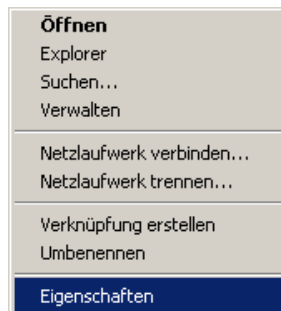 Öffnen
Explorer
Suchen...
Verwalten
Netzlaufwerk verbinden...
Netzlaufwerk trennen...
Verknüpfung erstellen
Umbenennen
Eigenschaften